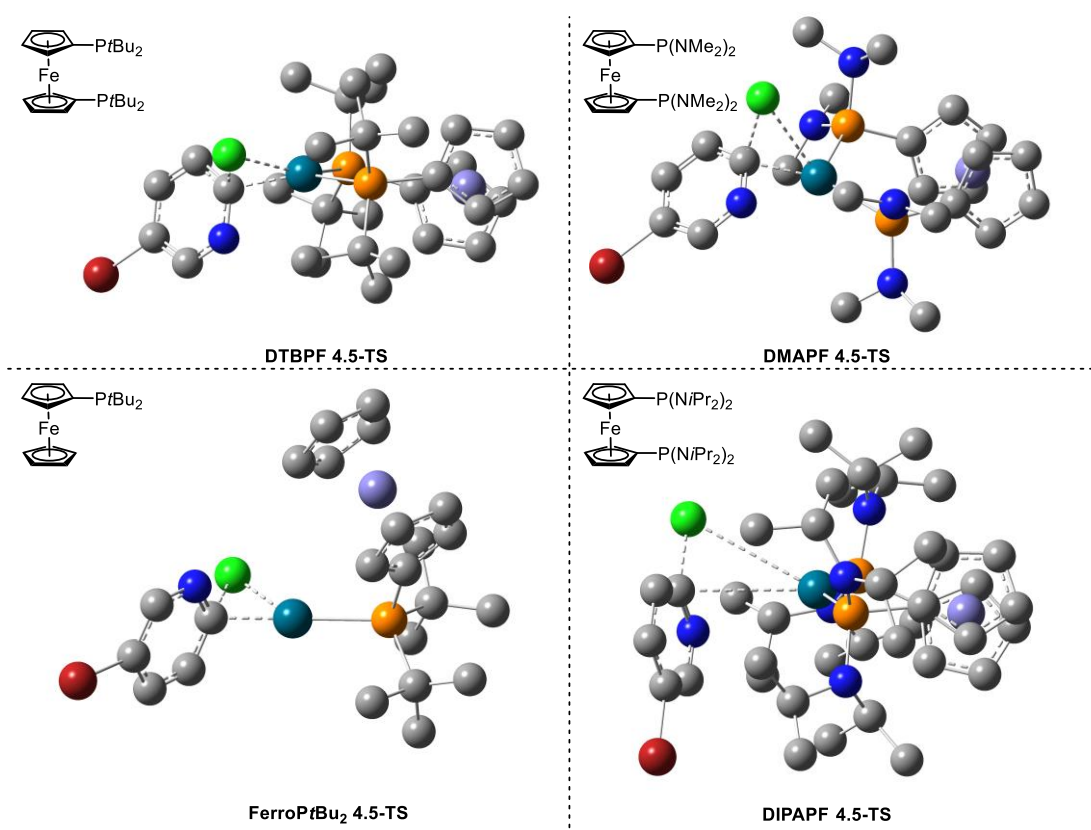 PtBu2
Fe
PtBu2
DTBPF 4.5-TS
P(NMe2)2
Fe
P(NMe2)2
DMAPF 4.5-TS
PtBu2
Fe
FerroPtBu2 4.5-TS
P(NiPr2)2
Fe
P(NiPr2)2
DIPAPF 4.5-TS